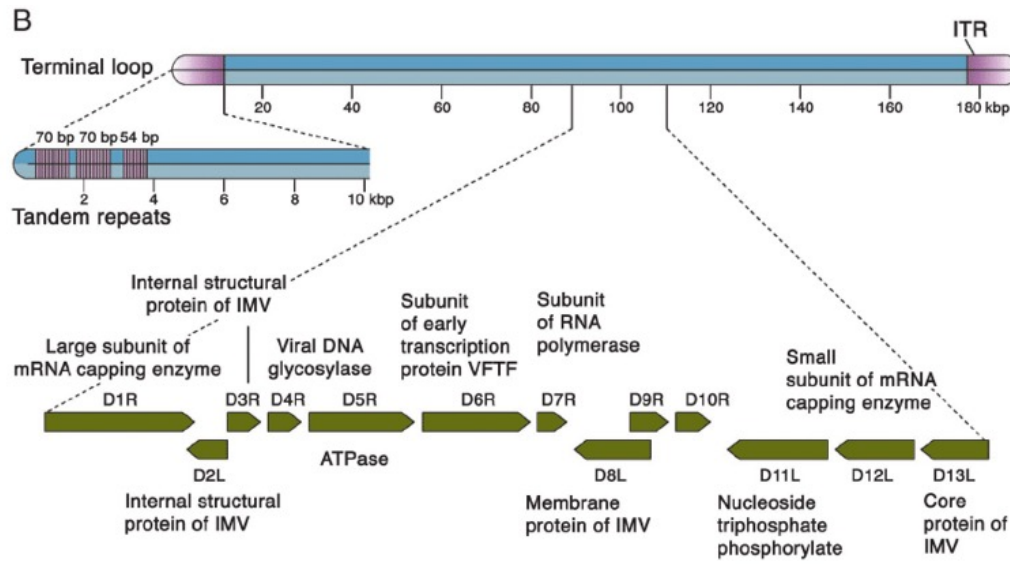 B
ITR
Terminal loop
20 40 60 80 100 120 140 160 180 kbp
70 bp 70 bp 54 bp
2 4 6 8 10 kbp
Tandem repeats
Internal structural
protein of IMV
Large subunit of
mRNA capping enzyme
Viral DNA
glycosylase
Subunit
of early
transcription
protein VFTF
Subunit
of RNA
polymerase
Small
subunit of mRNA
capping enzyme
D1R D3R D4R D5R D6R D7R D9R D10R
D2L
Internal structural
protein of IMV
ATPase
D8L
Membrane
protein of IMV
D11L
Nucleoside
triphosphate
phosphorylate
D12L
D13L
Core
protein of
IMV